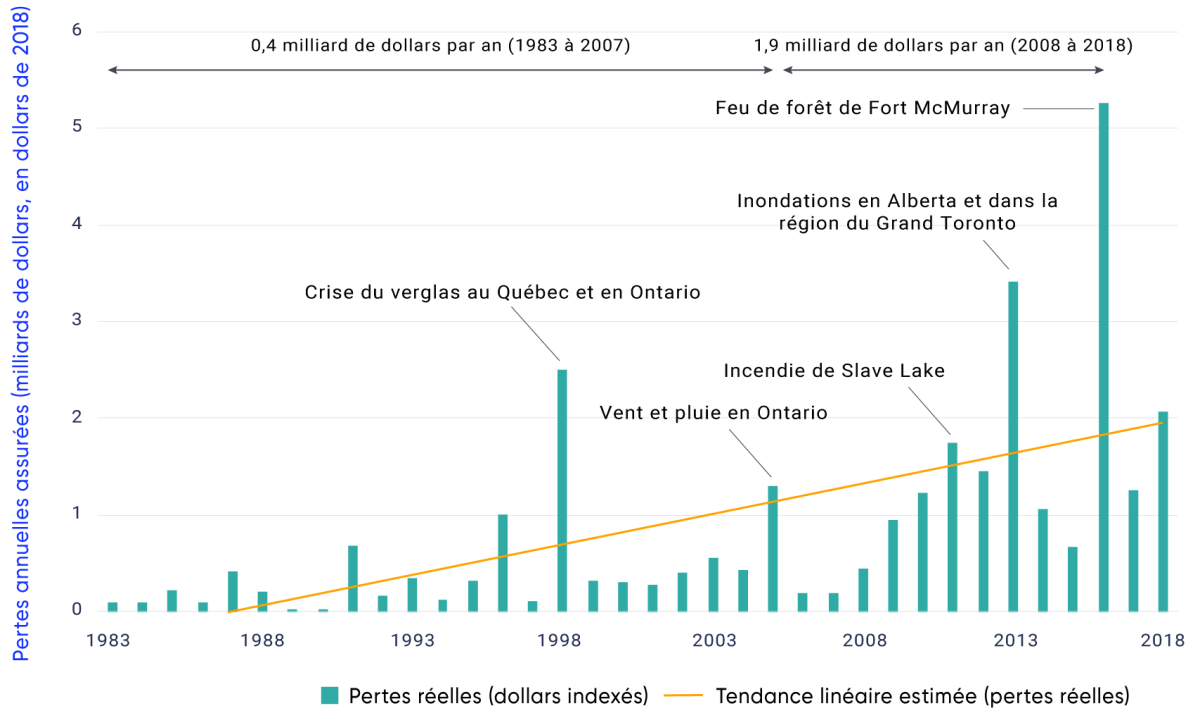 Pertes annuelles assurées (milliards de dollars, en dollars de 2018)
6
5
4
3
2
1
0
0,4 milliard de dollars par an (1983 à 2007)
1,9 milliard de dollars par an (2008 à 2018)
Feu de forêt de Fort McMurray
Inondations en Alberta et dans la
région du Grand Toronto
Crise du verglas au Québec et en Ontario
Incendie de Slave Lake
Vent et pluie en Ontario
1983
1988
1993
1998
2003
2008
2013
2018
Pertes réelles (dollars indexés)
Tendance linéaire estimée (pertes réelles)